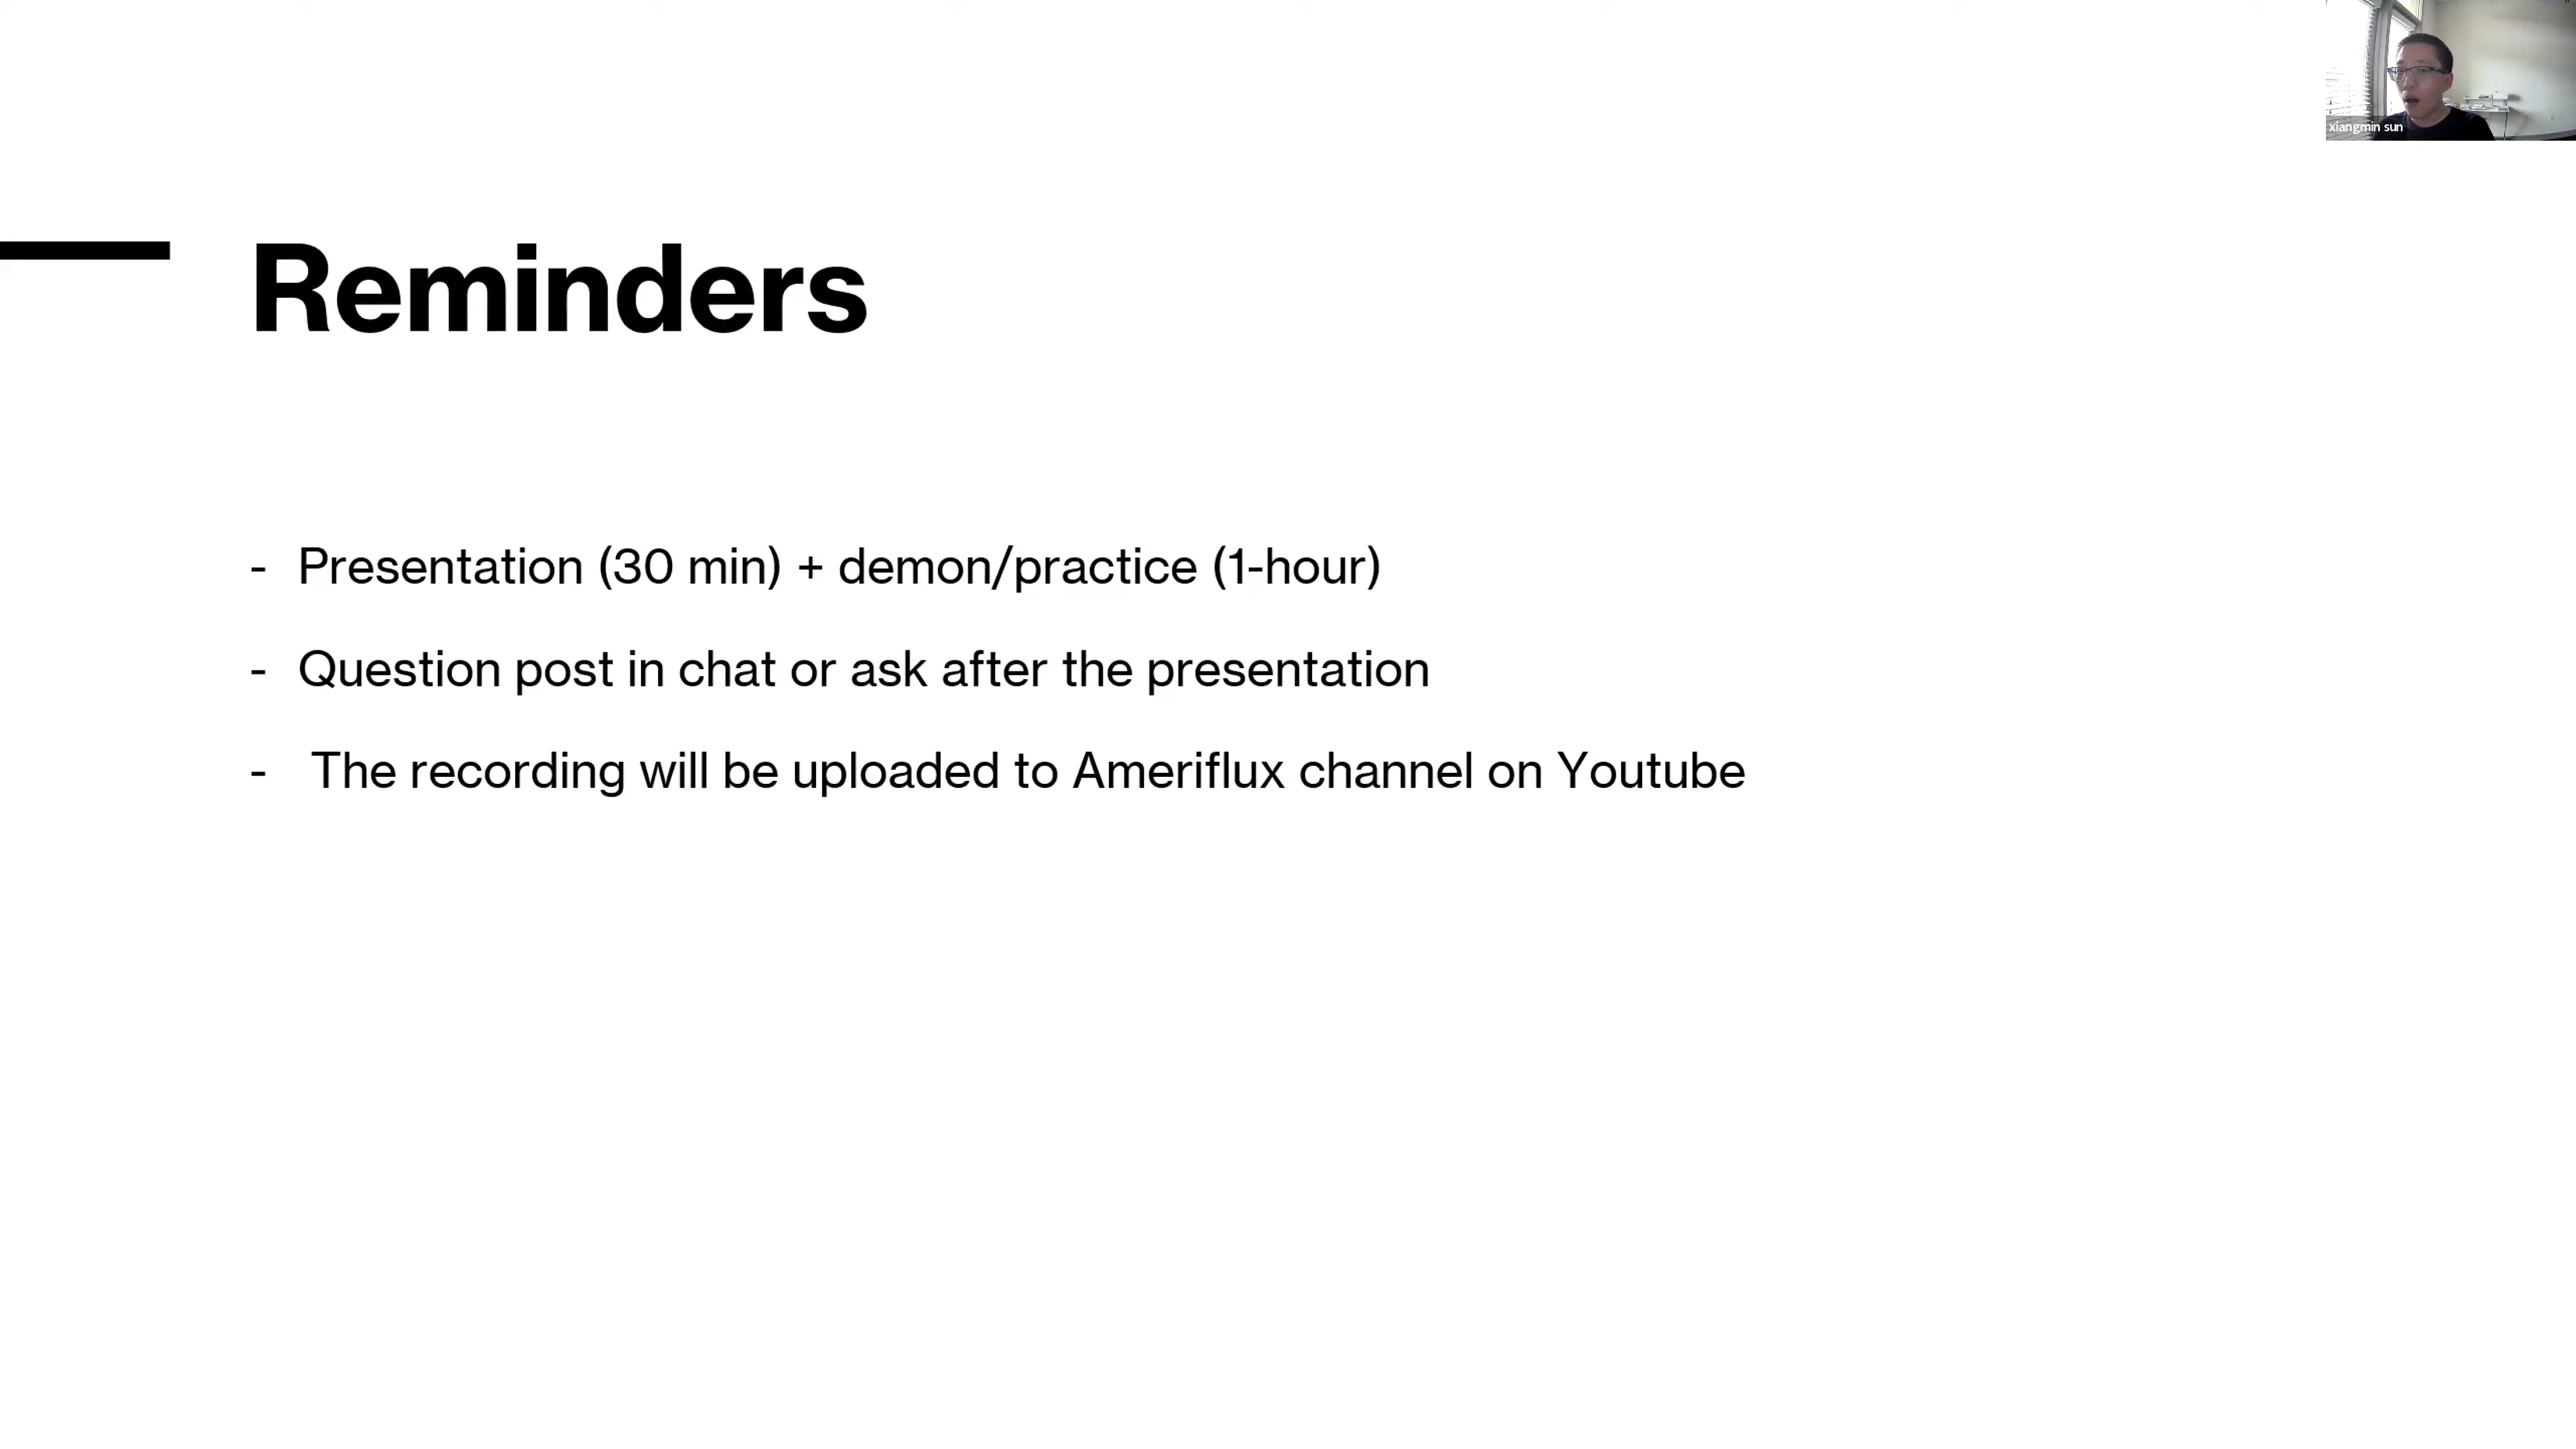 xiangmin sun
Reminders
- Presentation (30 min) + demon/practice (1-hour)
- Question post in chat or ask after the presentation
- The recording will be uploaded to Ameriflux channel on Youtube